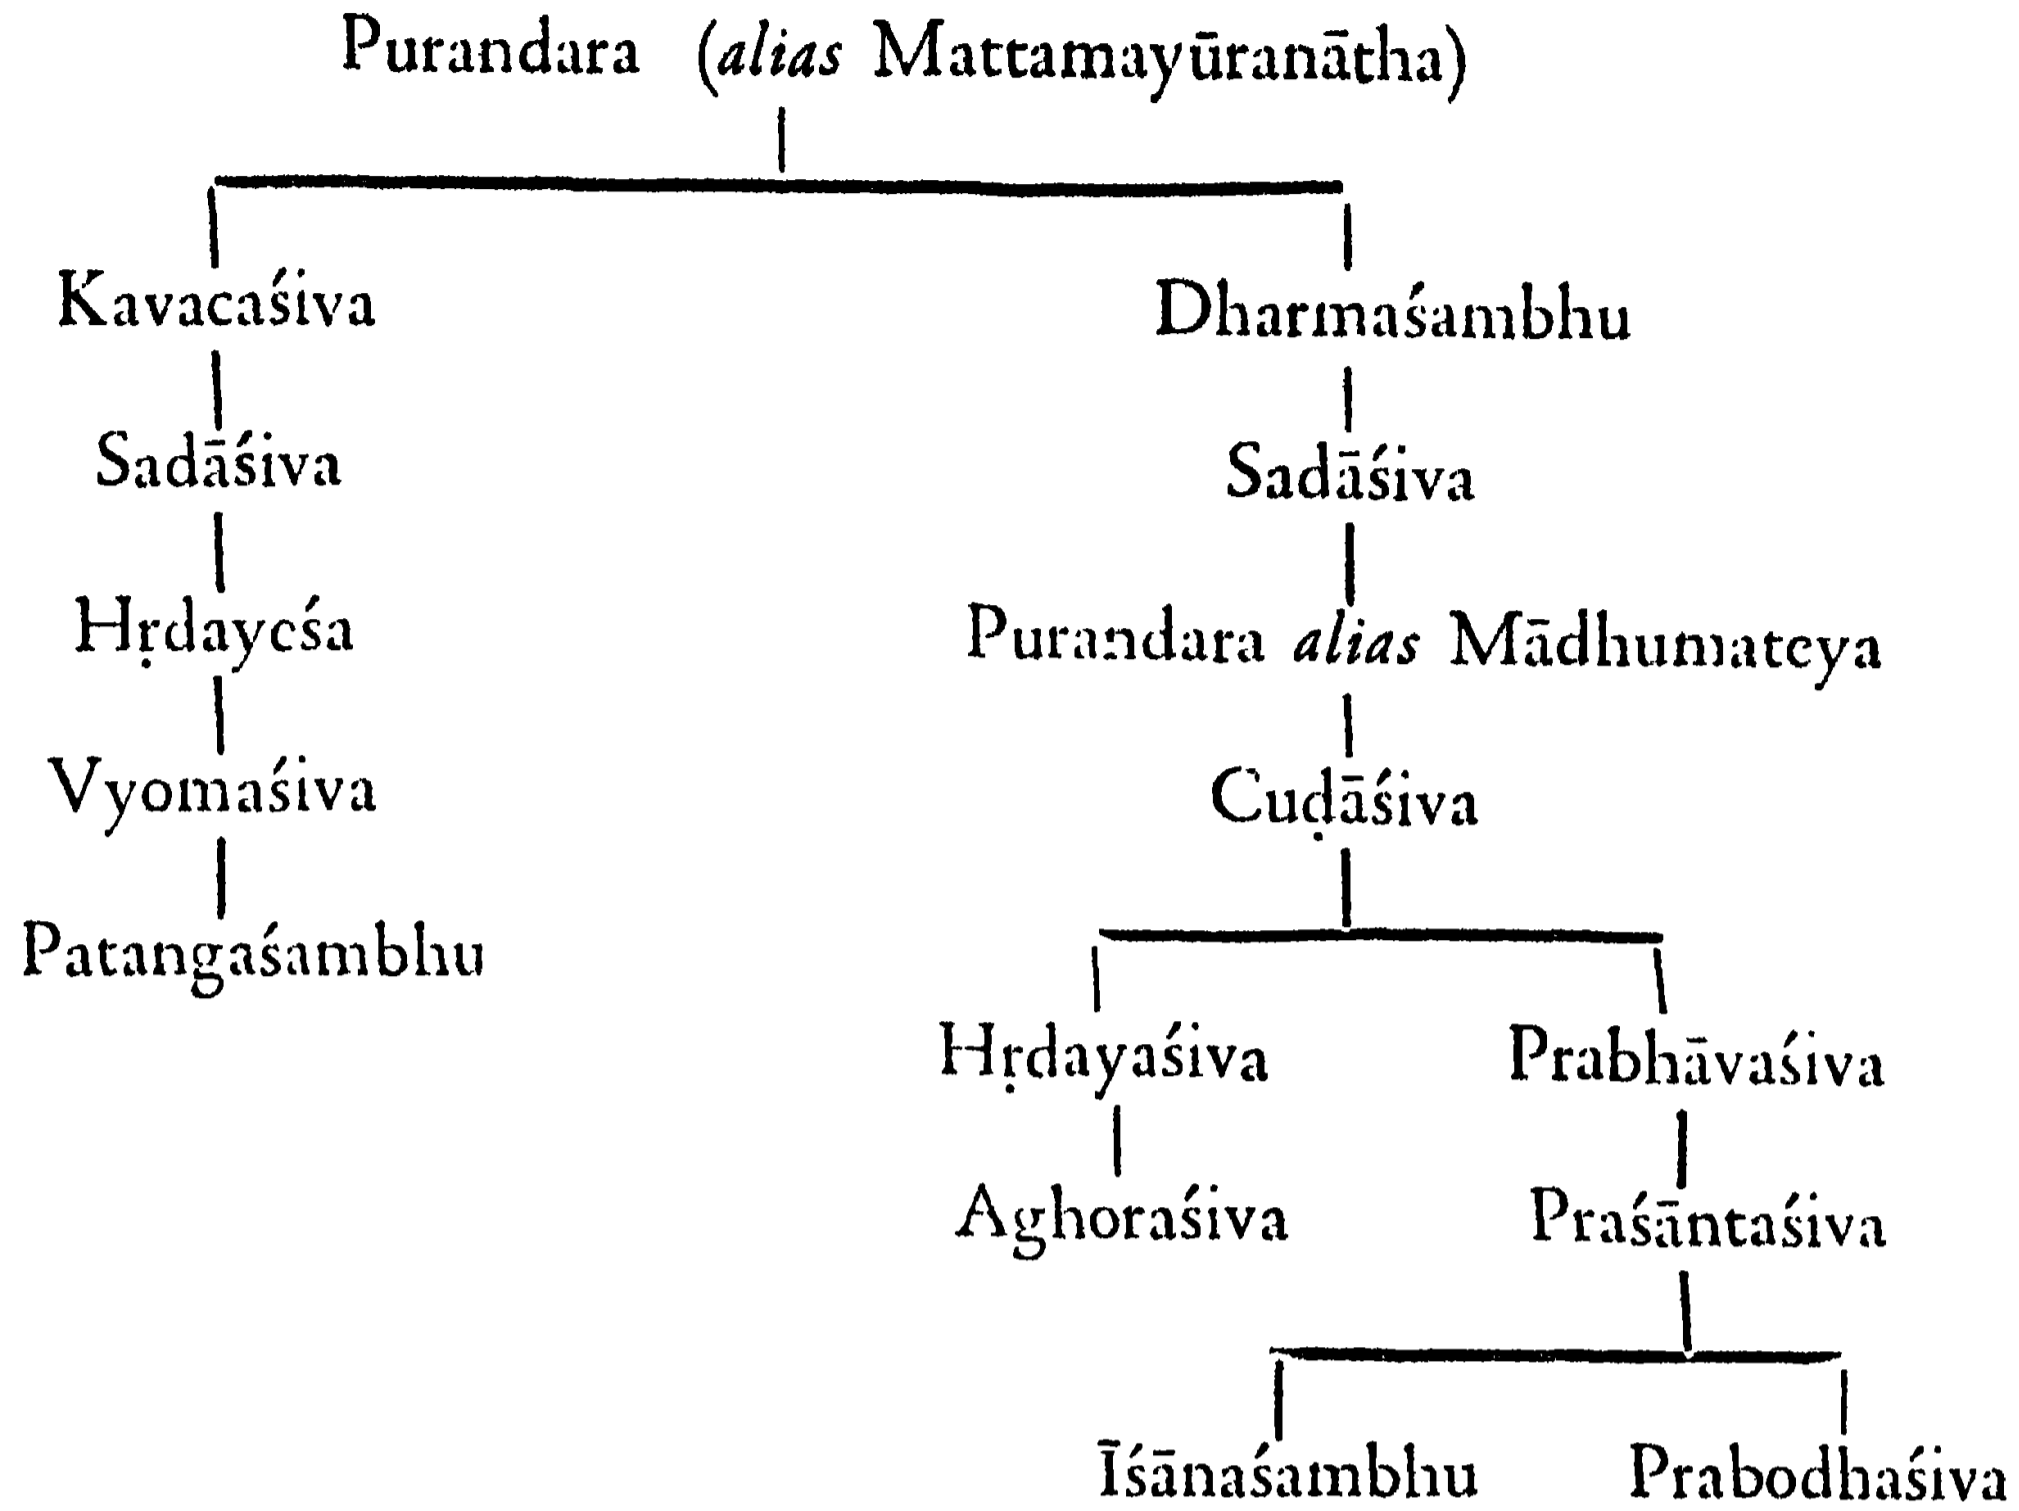 Purandara (alias Mattamayūranātha)
Kavacaśiva
Dharmaśambhu
Sadāśiva
Sadāśiva
Hṛdayeśa
Purandara alias Mādhumateya
Vyomaśiva
Cuḍāśiva
Patangaśambhu
Hṛdayaśiva
Prabhāvaśiva
Aghoraśiva
Praśāntaśiva
Īśānaśambhu
Prabodhaśiva